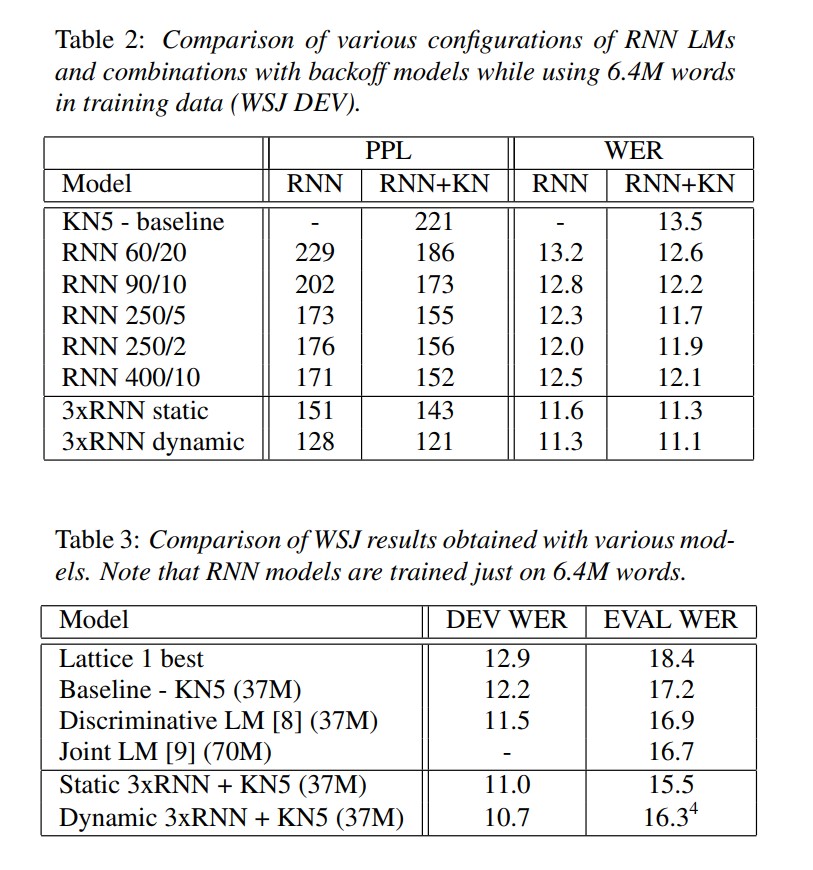 Table 2: Comparison of various configurations of RNN LMs
and combinations with backoff models while using 6.4M words
in training data (WSJ DEV).
PPL WER
Model RNN RNN+KN RNN RNN+KN
KN5 - baseline - 221 - 13.5
RNN 60/20 229 186 13.2 12.6
RNN 90/10 202 173 12.8 12.2
RNN 250/5 173 155 12.3 11.7
RNN 250/2 176 156 12.0 11.9
RNN 400/10 171 152 12.5 12.1
3xRNN static 151 143 11.6 11.3
3xRNN dynamic 128 121 11.3 11.1
Table 3: Comparison of WSJ results obtained with various mod-
els. Note that RNN models are trained just on 6.4M words.
Model DEV WER EVAL WER
Lattice 1 best 12.9 18.4
Baseline - KN5 (37M) 12.2 17.2
Discriminative LM [8] (37M) 11.5 16.9
Joint LM [9] (70M) - 16.7
Static 3xRNN + KN5 (37M) 11.0 15.5
Dynamic 3xRNN + KN5 (37M) 10.7 16.3⁴